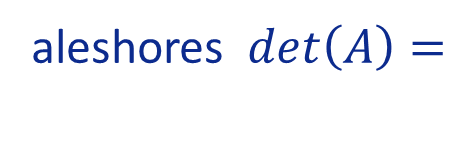 aleshores det(A) =